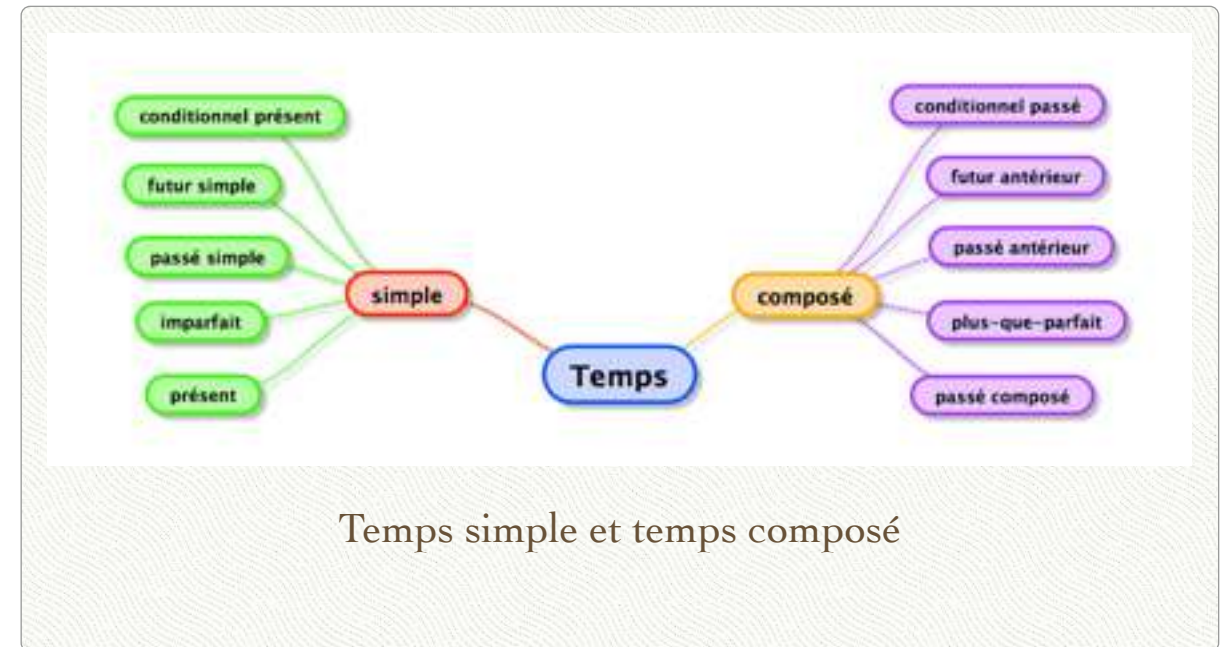 conditionnel présent
futur simple
passé simple
imparfait
présent
simple
Temps
composé
conditionnel passé
futur antérieur
passé antérieur
plus-que-parfait
passé composé
Temps simple et temps composé